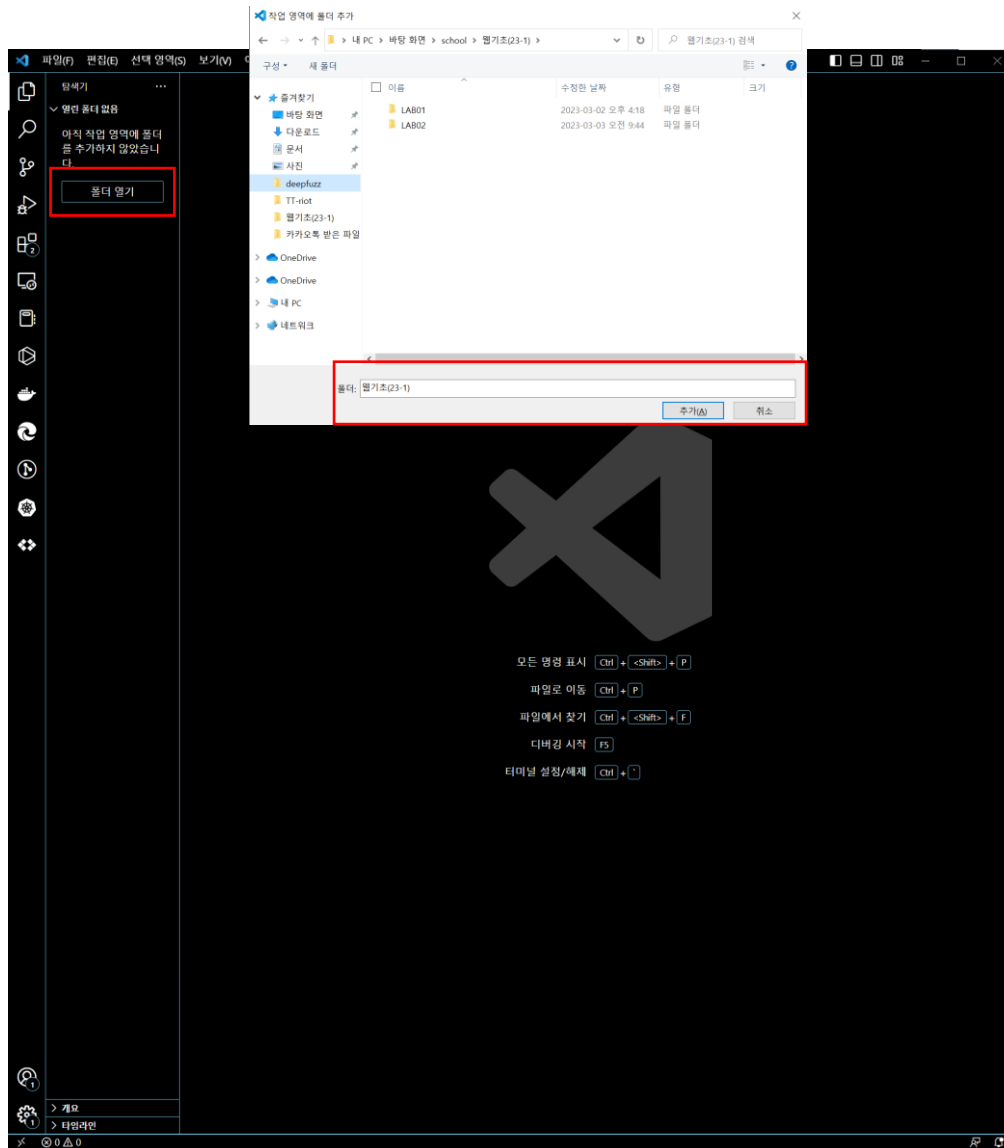 작업 영역에 폴더 추가
내 PC > 바탕 화면 > school > 웹기초(23-1) >
웹기초(23-1) 검색
파일(F) 편집(E) 선택 영역(S) 보기(V)
구성 새 폴더
탐색기 ...
이름 수정한 날짜 유형 크기
즐겨찾기
열린 폴더 없음
바탕 화면
LAB01 2023-03-02 오후 4:18 파일 폴더
LAB02 2023-03-03 오전 9:44 파일 폴더
아직 작업 영역에 폴더
를 추가하지 않았습니
다.
다운로드
문서
사진
폴더 열기
deepfuzz
TT-riot
웹기초(23-1)
카카오톡 받은 파일
2
OneDrive
OneDrive
내 PC
네트워크
폴더: 웹기초(23-1)
추가(A) 취소
모든 명령 표시 Ctrl + <Shift> + P
파일로 이동 Ctrl + P
파일에서 찾기 Ctrl + <Shift> + F
디버깅 시작 F5
터미널 설정/해제 Ctrl + `
1
개요
1
타임라인
0 0